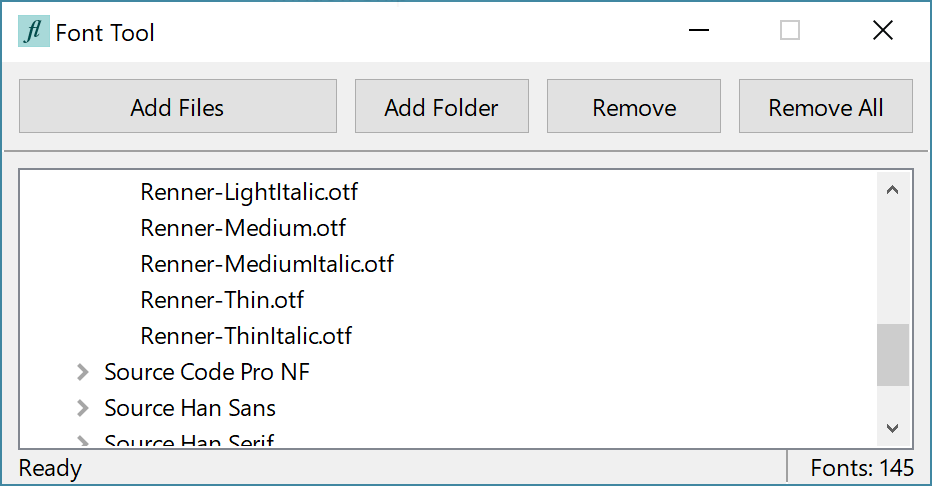 fl Font Tool
Add Files Add Folder Remove Remove All
Renner-LightItalic.otf
Renner-Medium.otf
Renner-MediumItalic.otf
Renner-Thin.otf
Renner-ThinItalic.otf
Source Code Pro NF
Source Han Sans
Source Han Serif
Ready Fonts: 145